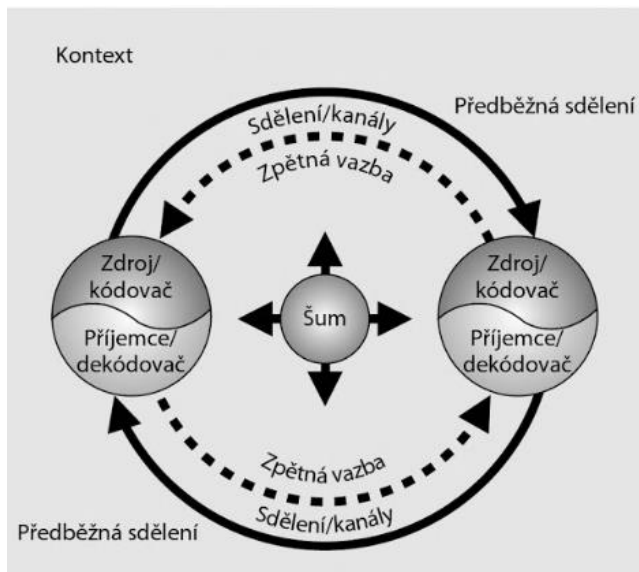 Kontext
Předběžná sdělení
Sdělení/kanály
Zpětná vazba
Zdroj/
kódovač
Příjemce/
dekódovač
Šum
Zdroj/
kódovač
Příjemce/
dekódovač
Zpětná vazba
Sdělení/kanály
Předběžná sdělení